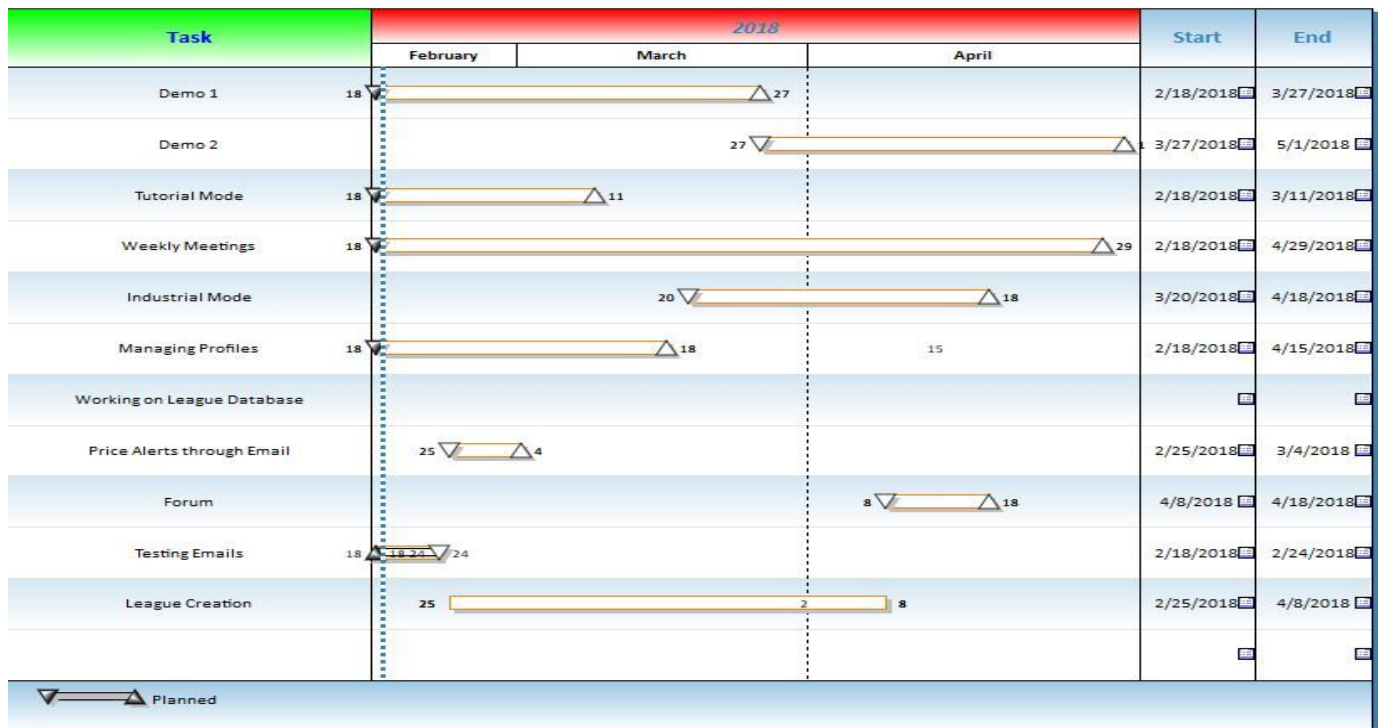 Task 2018 Start End
February March April
Demo 1 18 27 2/18/2018 3/27/2018
Demo 2 27 1 3/27/2018 5/1/2018
Tutorial Mode 18 11 2/18/2018 3/11/2018
Weekly Meetings 18 29 2/18/2018 4/29/2018
Industrial Mode 20 18 3/20/2018 4/18/2018
Managing Profiles 18 18 15 2/18/2018 4/15/2018
Working on League Database
Price Alerts through Email 25 4 2/25/2018 3/4/2018
Forum 8 18 4/8/2018 4/18/2018
Testing Emails 18 18 24 24 2/18/2018 2/24/2018
League Creation 25 2 8 2/25/2018 4/8/2018
Planned